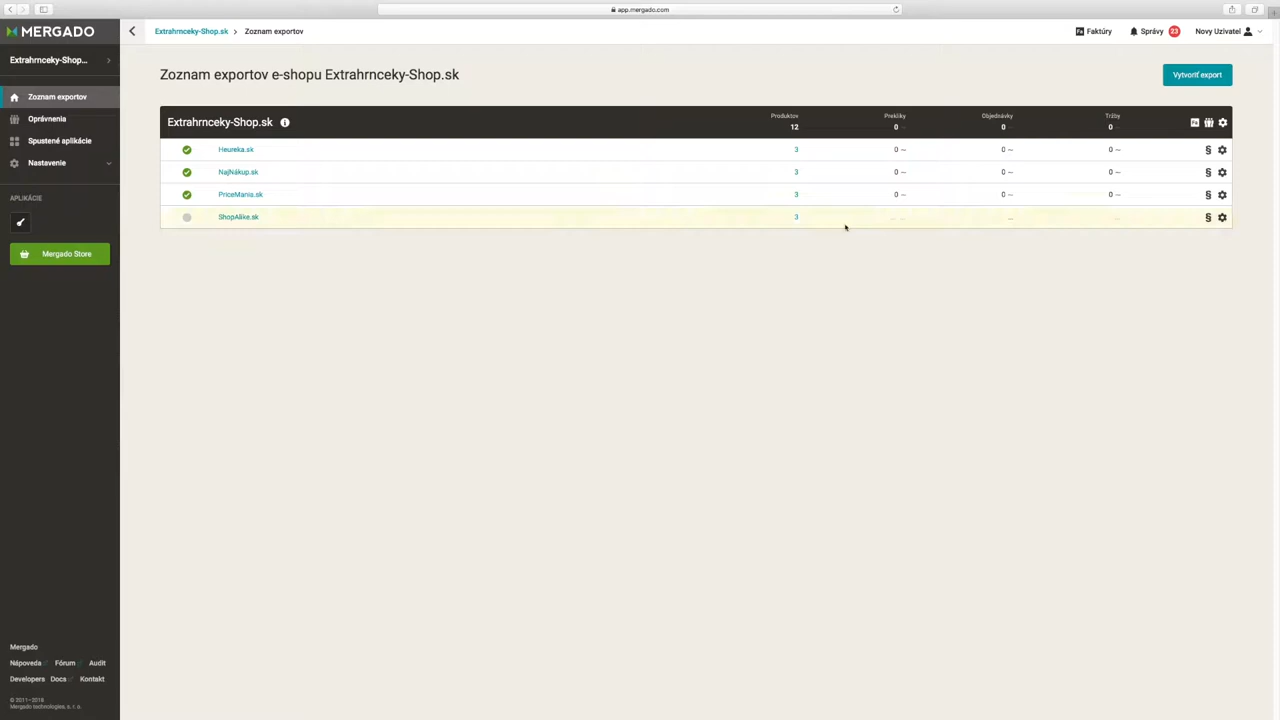 app.mergado.com
MERGADO
Extrahrnceky-Shop.sk > Zoznam exportov
Faktúry
Správy 23
Novy Uzivatel
Extrahrnceky-Shop...
Zoznam exportov
Oprávnenia
Spustené aplikácie
Nastavenie
APLIKÁCIE
Mergado Store
Zoznam exportov e-shopu Extrahrnceky-Shop.sk
Vytvoriť export
Extrahrnceky-Shop.sk
Produktov Prekliky Objednávky Tržby
12 0 0 0
Heureka.sk 3 0 0 0 §
NajNákup.sk 3 0 0 0 §
PriceMania.sk 3 0 0 0 §
ShopAlike.sk 3 §
Mergado
Nápoveda Fórum Audit
Developers Docs Kontakt
© 2011–2018
Mergado technologies, s. r. o.